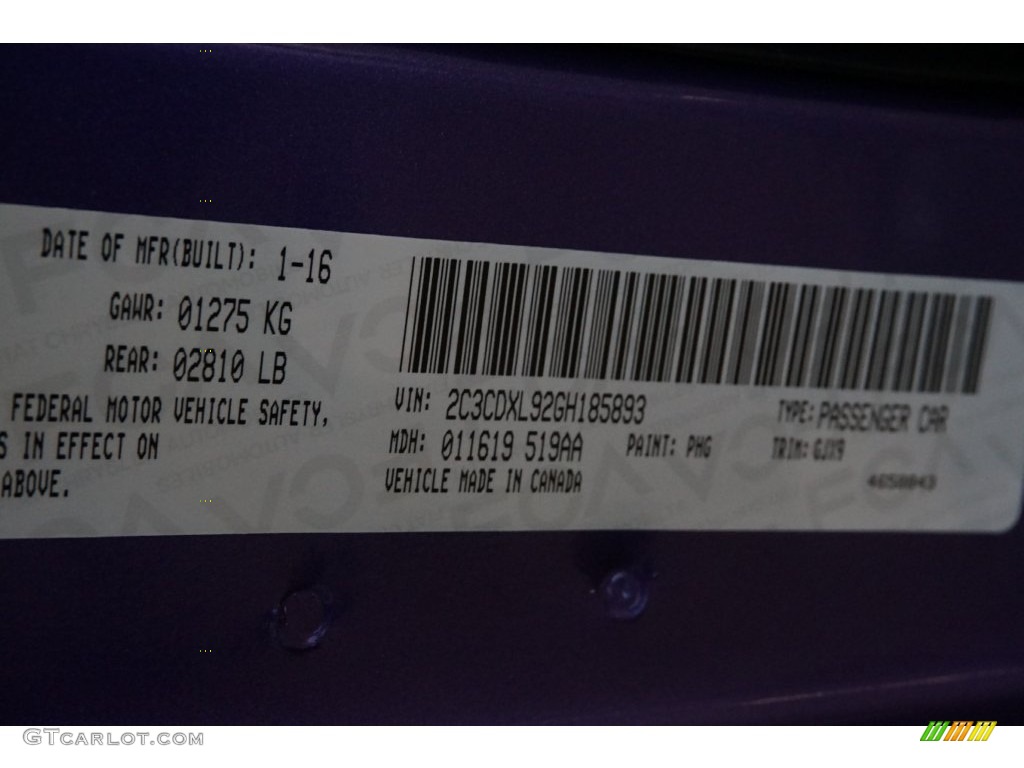 DATE OF MFR(BUILT): 1-16
GAWR: 01275 KG
REAR: 02810 LB
FEDERAL MOTOR VEHICLE SAFETY,
S IN EFFECT ON
ABOVE.
VIN: 2C3CDXL92GH185893
TYPE: PASSENGER CAR
MDH: 011619 519AA
PAINT: PHG
TRIM: GJX9
VEHICLE MADE IN CANADA
4658843
GTCarlot.com